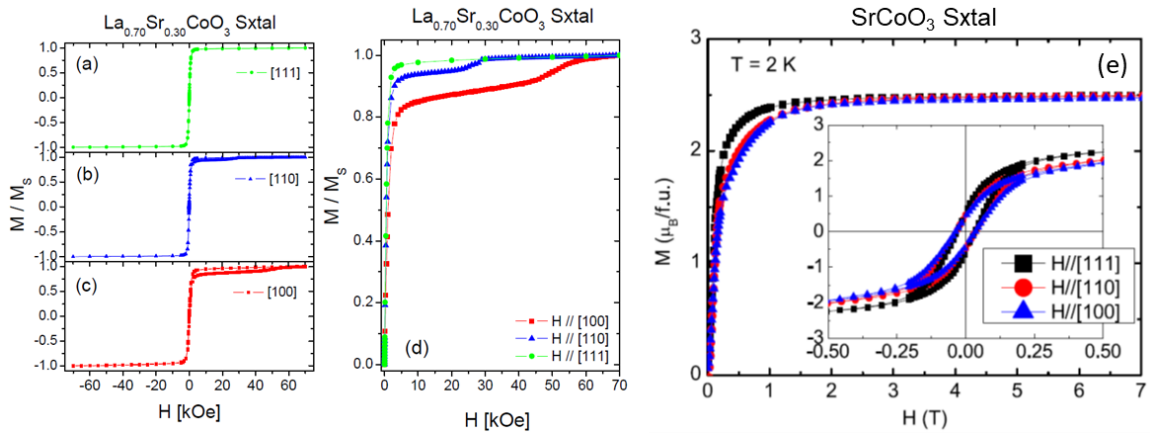 La0.70Sr0.30CoO3 Sxtal
(a)
[111]
1.0
0.5
0.0
-0.5
-1.0
(b)
[110]
1.0
0.5
0.0
-0.5
-1.0
(c)
[100]
1.0
0.5
0.0
-0.5
-1.0
M / MS
-60 -40 -20 0 20 40 60
H [kOe]
La0.70Sr0.30CoO3 Sxtal
M / MS
1.0
0.8
0.6
0.4
0.2
0.0
H // [100]
H // [110]
H // [111]
(d)
0 10 20 30 40 50 60 70
H [kOe]
SrCoO3 Sxtal
(e)
T = 2 K
M (μB/f.u.)
3
2
1
0
3
2
1
0
-1
-2
-3
-0.50 -0.25 0.00 0.25 0.50
H//[111]
H//[110]
H//[100]
0 1 2 3 4 5 6 7
H (T)